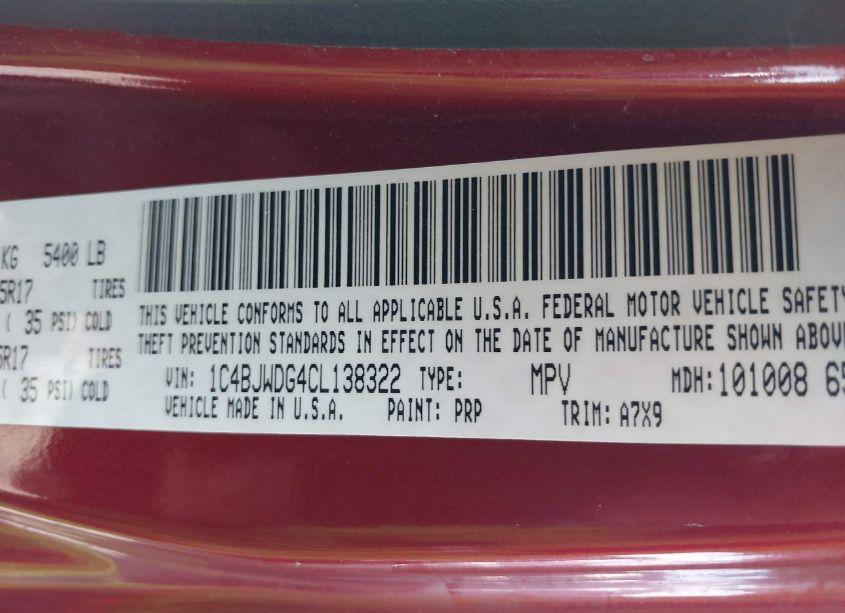 KG 5400 LB
5R17 TIRES
( 35 PSI) COLD
5R17 TIRES
( 35 PSI) COLD
THIS VEHICLE CONFORMS TO ALL APPLICABLE U.S.A. FEDERAL MOTOR VEHICLE SAFETY
THEFT PREVENTION STANDARDS IN EFFECT ON THE DATE OF MANUFACTURE SHOWN ABOVE
VIN: 1C4BJWDG4CL138322 TYPE: MPV MDH: 101008 65
VEHICLE MADE IN U.S.A. PAINT: PRP TRIM: A7X9